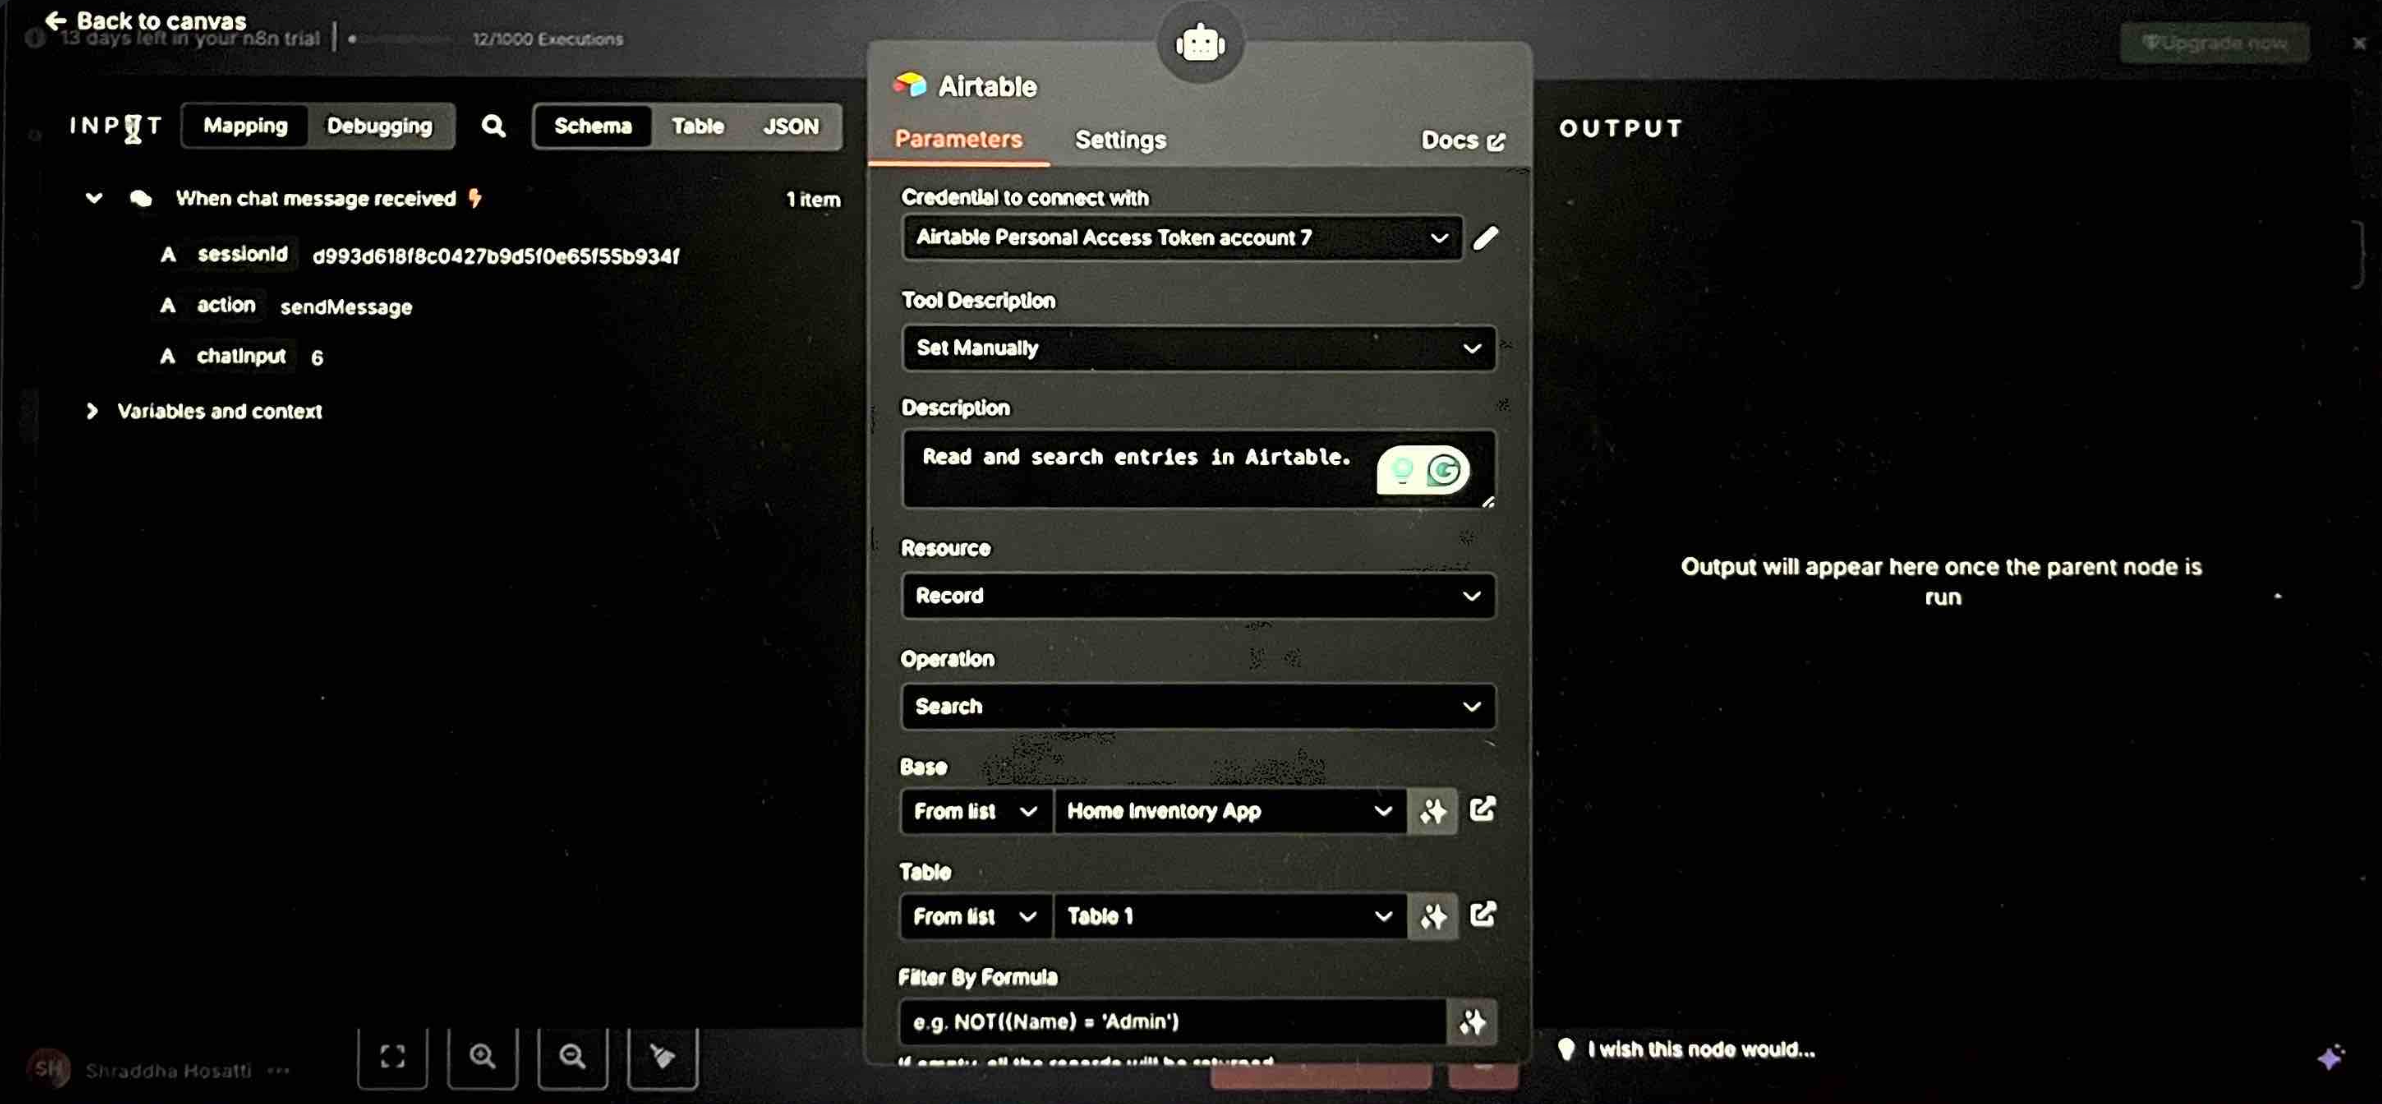 Back to canvas
13 days left in your n8n trial
12/1000 Executions
Upgrade now
INPUT
Mapping
Debugging
Schema
Table
JSON
When chat message received
1 item
A sessionId d993d618f8c0427b9d5f0e65f55b934f
A action sendMessage
A chatInput 6
Variables and context
Airtable
Parameters
Settings
Docs
Credential to connect with
Airtable Personal Access Token account 7
Tool Description
Set Manually
Description
Read and search entries in Airtable.
Resource
Record
Operation
Search
Base
From list
Home Inventory App
Table
From list
Table 1
Filter By Formula
e.g. NOT({Name} = 'Admin')
If empty, all the records will be returned
OUTPUT
Output will appear here once the parent node is
run
I wish this node would...
SH
Shraddha Hosatti